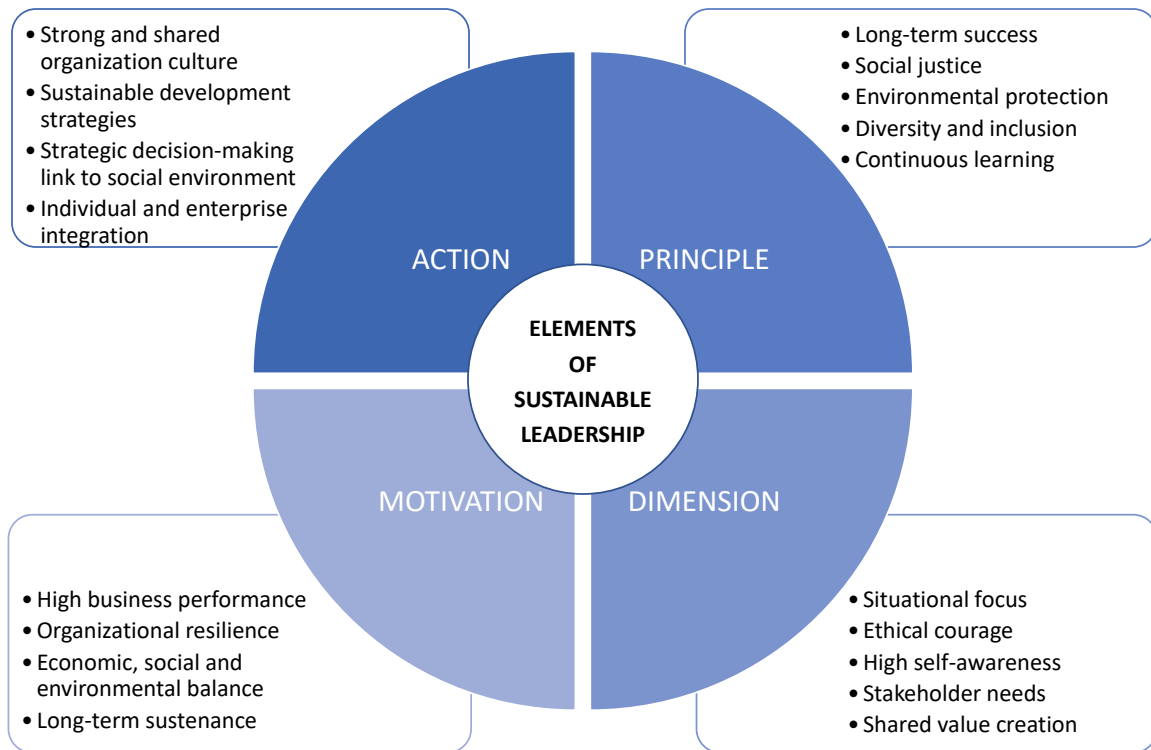 • Strong and shared
organization culture
• Sustainable development
strategies
• Strategic decision-making
link to social environment
• Individual and enterprise
integration
• Long-term success
• Social justice
• Environmental protection
• Diversity and inclusion
• Continuous learning
ACTION
PRINCIPLE
ELEMENTS
OF
SUSTAINABLE
LEADERSHIP
MOTIVATION
DIMENSION
• High business performance
• Organizational resilience
• Economic, social and
environmental balance
• Long-term sustenance
• Situational focus
• Ethical courage
• High self-awareness
• Stakeholder needs
• Shared value creation